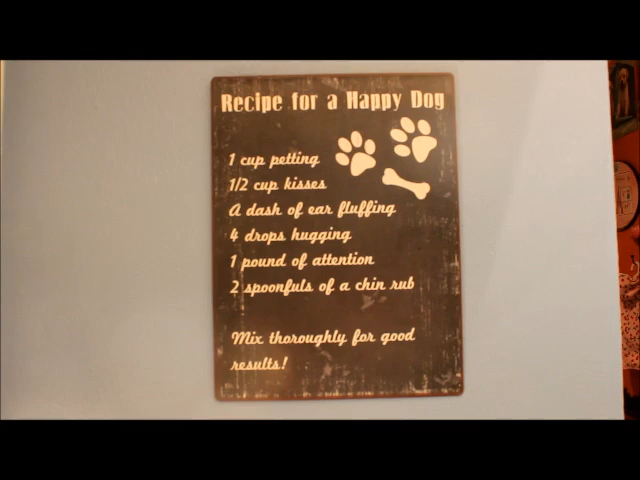 Recipe for a Happy Dog
1 cup petting
1/2 cup kisses
A dash of ear fluffing
4 drops hugging
1 pound of attention
2 spoonfuls of a chin rub
Mix thoroughly for good
results!